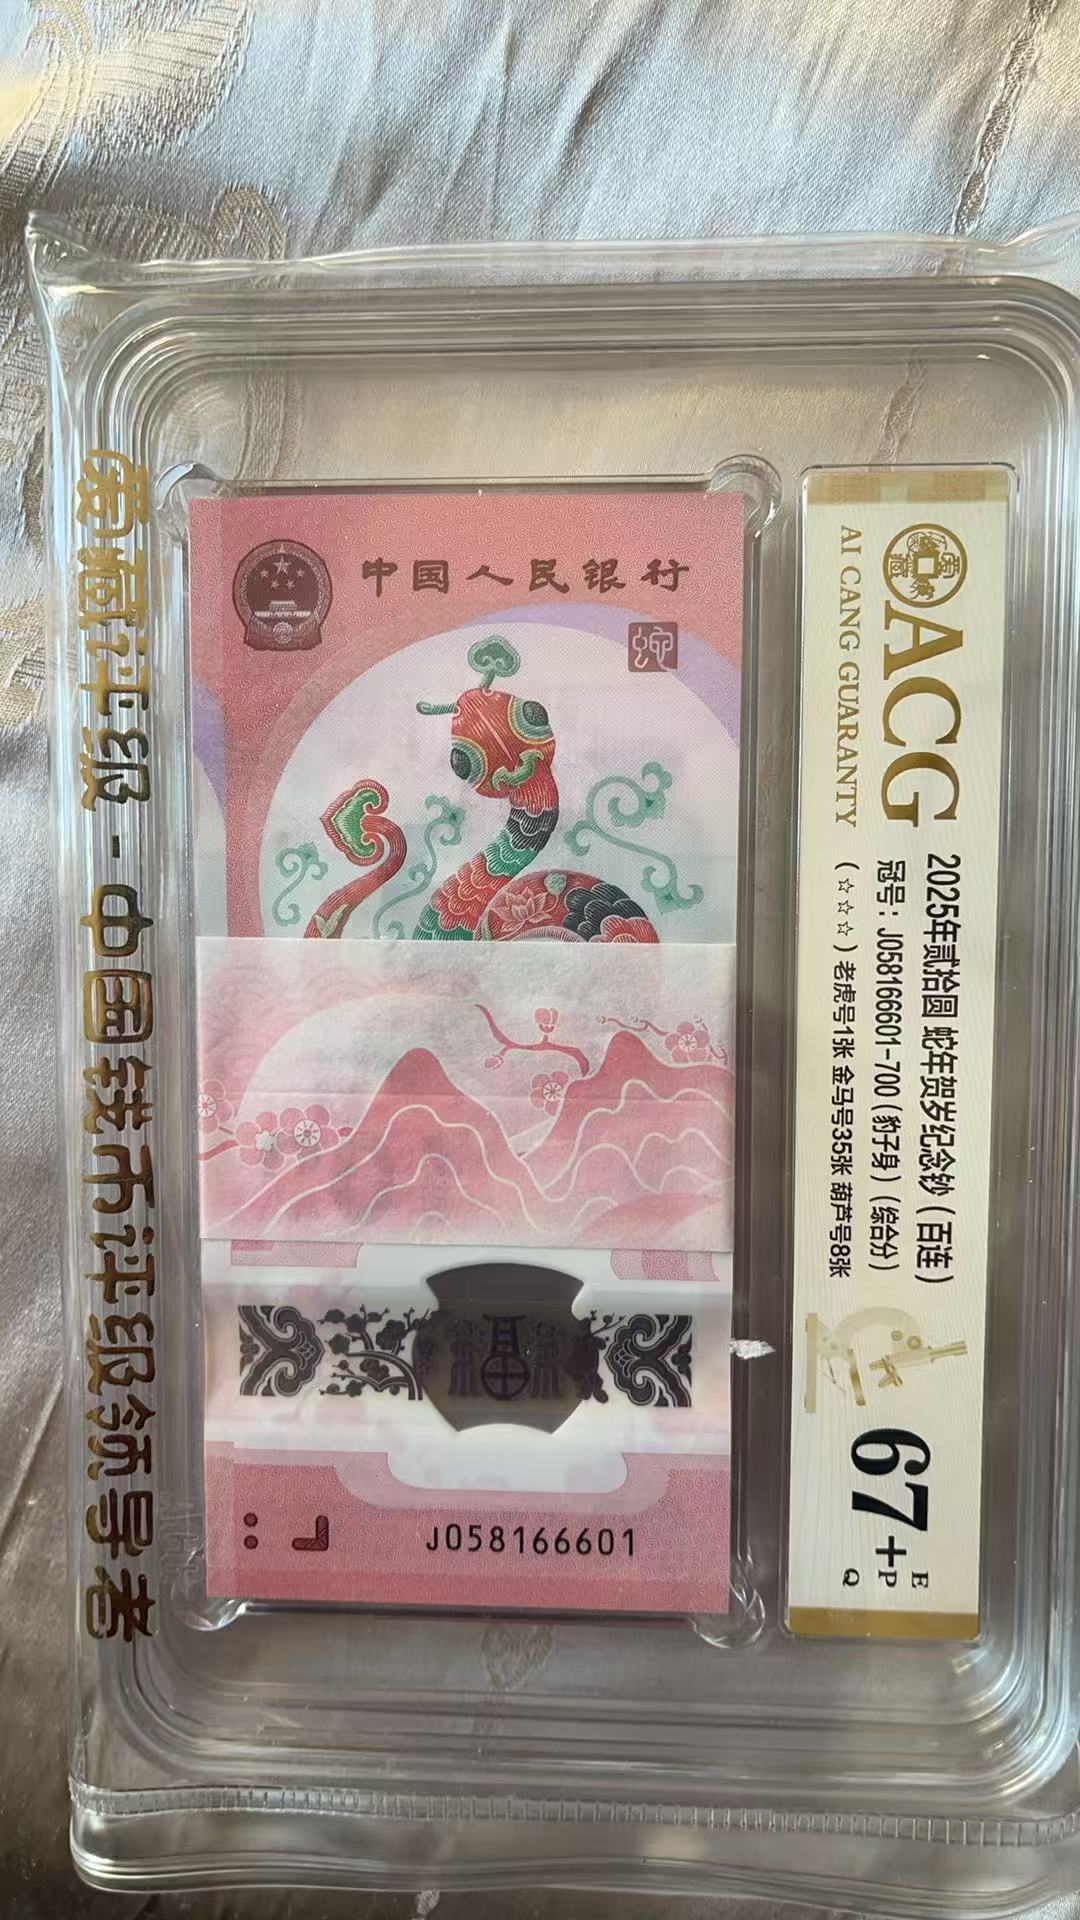 中国人民银行
蛇
J058166601
ACG
AI CANG GUARANTY
2025年贰拾圆 蛇年贺岁纪念钞（百连）
冠号：J058166601-700（豹子身）（综合分）
（☆☆☆）老虎号1张 金马号35张 葫芦号8张
67+
E
P
Q
爱藏评级-中国钱币评级领导者